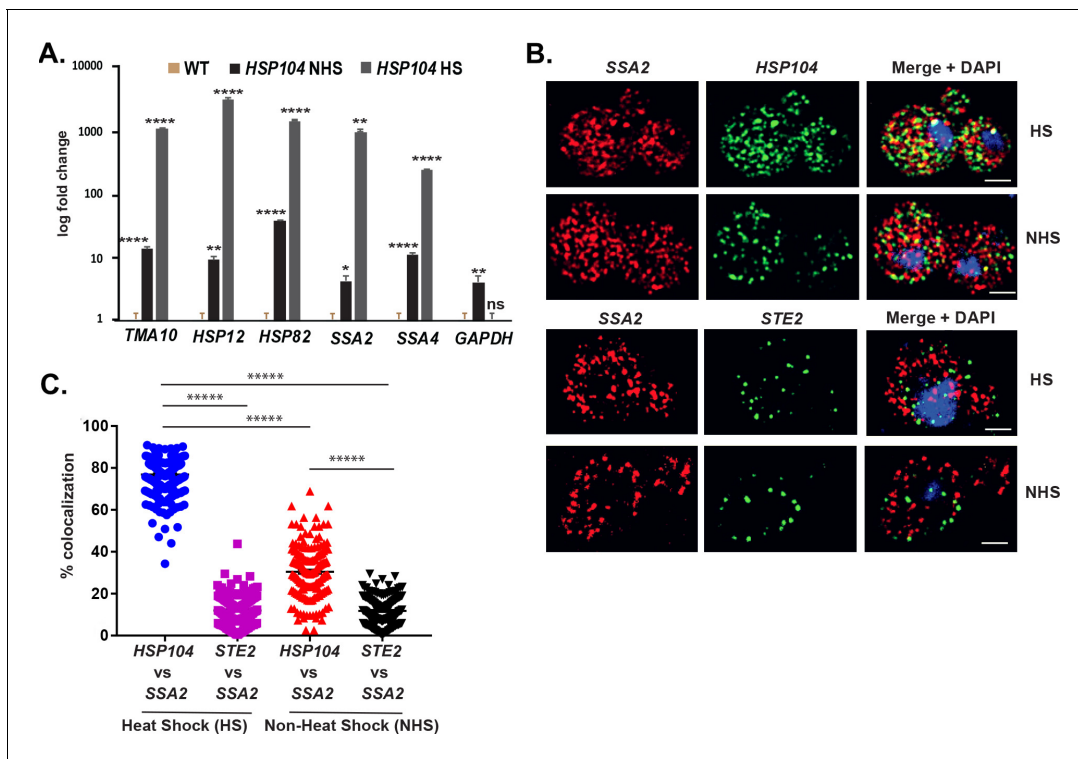 A.
WT HSP104 NHS HSP104 HS
log fold change
10000
1000
100
10
1
**** **** **** ** ****
**** ** **** * **** ** ns
TMA10 HSP12 HSP82 SSA2 SSA4 GAPDH
B.
SSA2 HSP104 Merge + DAPI
HS
NHS
SSA2 STE2 Merge + DAPI
HS
NHS
C.
*****
*****
*****
*****
% colocalization
100
80
60
40
20
0
HSP104 STE2 HSP104 STE2
vs vs vs vs
SSA2 SSA2 SSA2 SSA2
Heat Shock (HS) Non-Heat Shock (NHS)